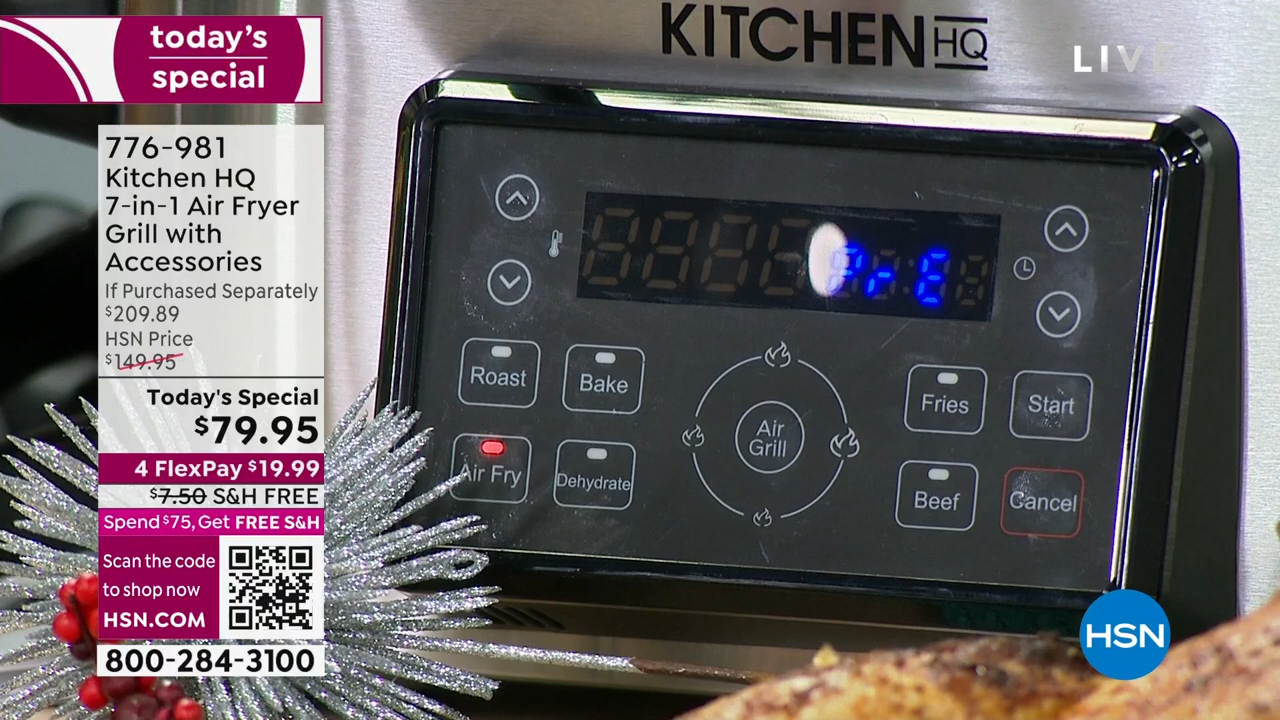 today's
special
776-981
Kitchen HQ
7-in-1 Air Fryer
Grill with
Accessories
If Purchased Separately
$209.89
HSN Price
$149.95
Today's Special
$79.95
4 FlexPay $19.99
$7.50 S&H FREE
Spend $75, Get FREE S&H
Scan the code
to shop now
HSN.COM
800-284-3100
KITCHEN HQ
LIVE
PrE
Roast
Bake
Air Fry
Dehydrate
Air
Grill
Fries
Start
Beef
Cancel
HSN